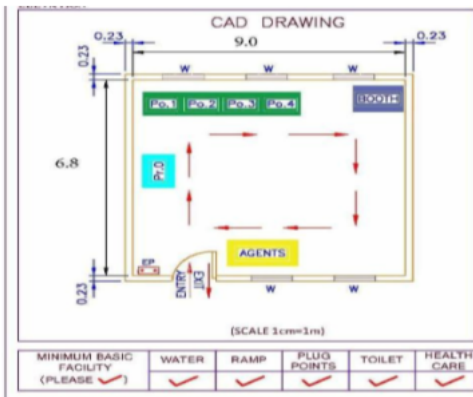 CAD DRAWING
0.23
9.0
0.23
0.23
W
W
W
Po.1
Po.2
Po.3
Po.4
BOOTH
6.8
Pr.O
AGENTS
EP
ENTRY
EXIT
0.23
W
W
(SCALE 1cm=1m)
MINIMUM BASIC
FACILITY
(PLEASE ✓)
WATER
RAMP
PLUG
POINTS
TOILET
HEALTH
CARE
✓ ✓ ✓ ✓ ✓